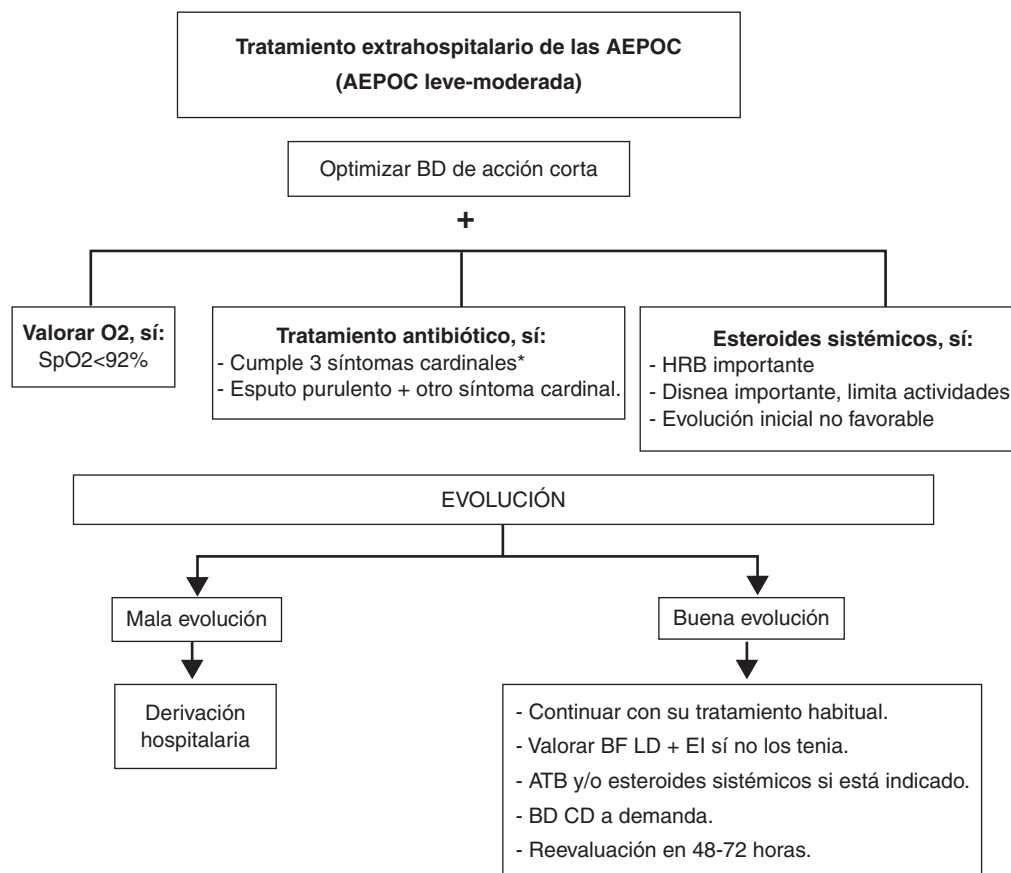 Tratamiento extrahospitalario de las AEPOC
(AEPOC leve-moderada)
Optimizar BD de acción corta
+
Valorar O2, sí:
SpO2<92%
Tratamiento antibiótico, sí:
- Cumple 3 síntomas cardinales*
- Esputo purulento + otro síntoma cardinal.
Esteroides sistémicos, sí:
- HRB importante
- Disnea importante, limita actividades
- Evolución inicial no favorable
EVOLUCIÓN
Mala evolución
Derivación
hospitalaria
Buena evolución
- Continuar con su tratamiento habitual.
- Valorar BF LD + EI sí no los tenia.
- ATB y/o esteroides sistémicos si está indicado.
- BD CD a demanda.
- Reevaluación en 48-72 horas.